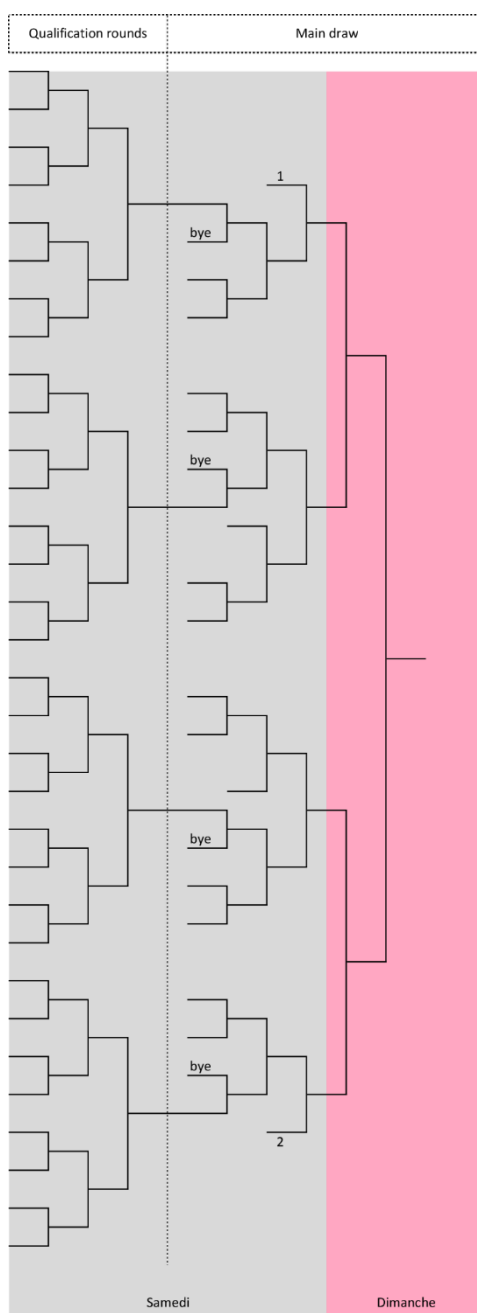 Qualification rounds
Main draw
1
bye
bye
bye
bye
2
Samedi
Dimanche